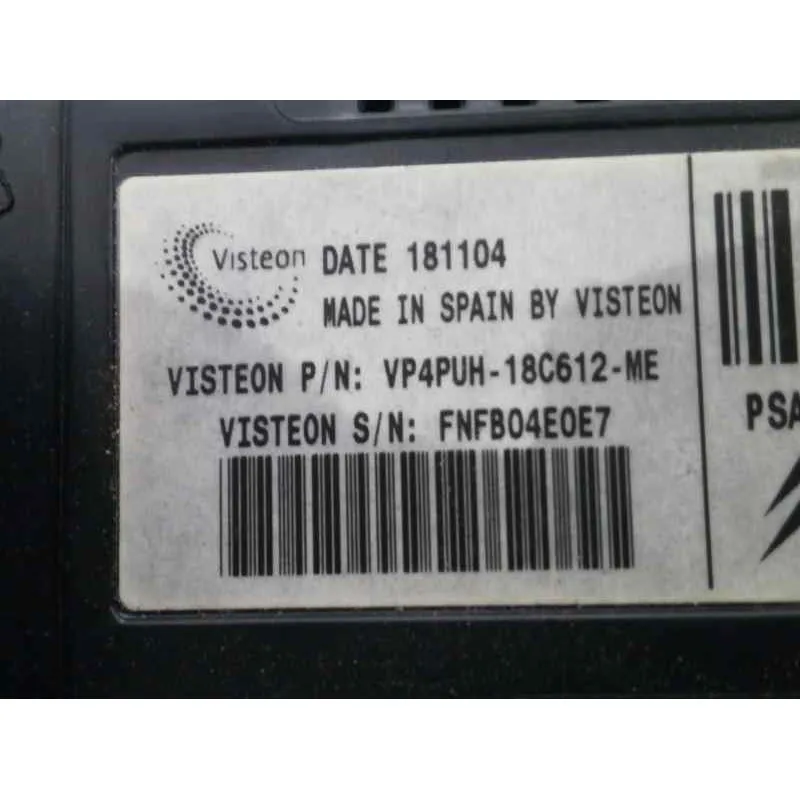 Visteon DATE 181104
MADE IN SPAIN BY VISTEON
VISTEON P/N: VP4PUH-18C612-ME
VISTEON S/N: FNFB04E0E7
PSA